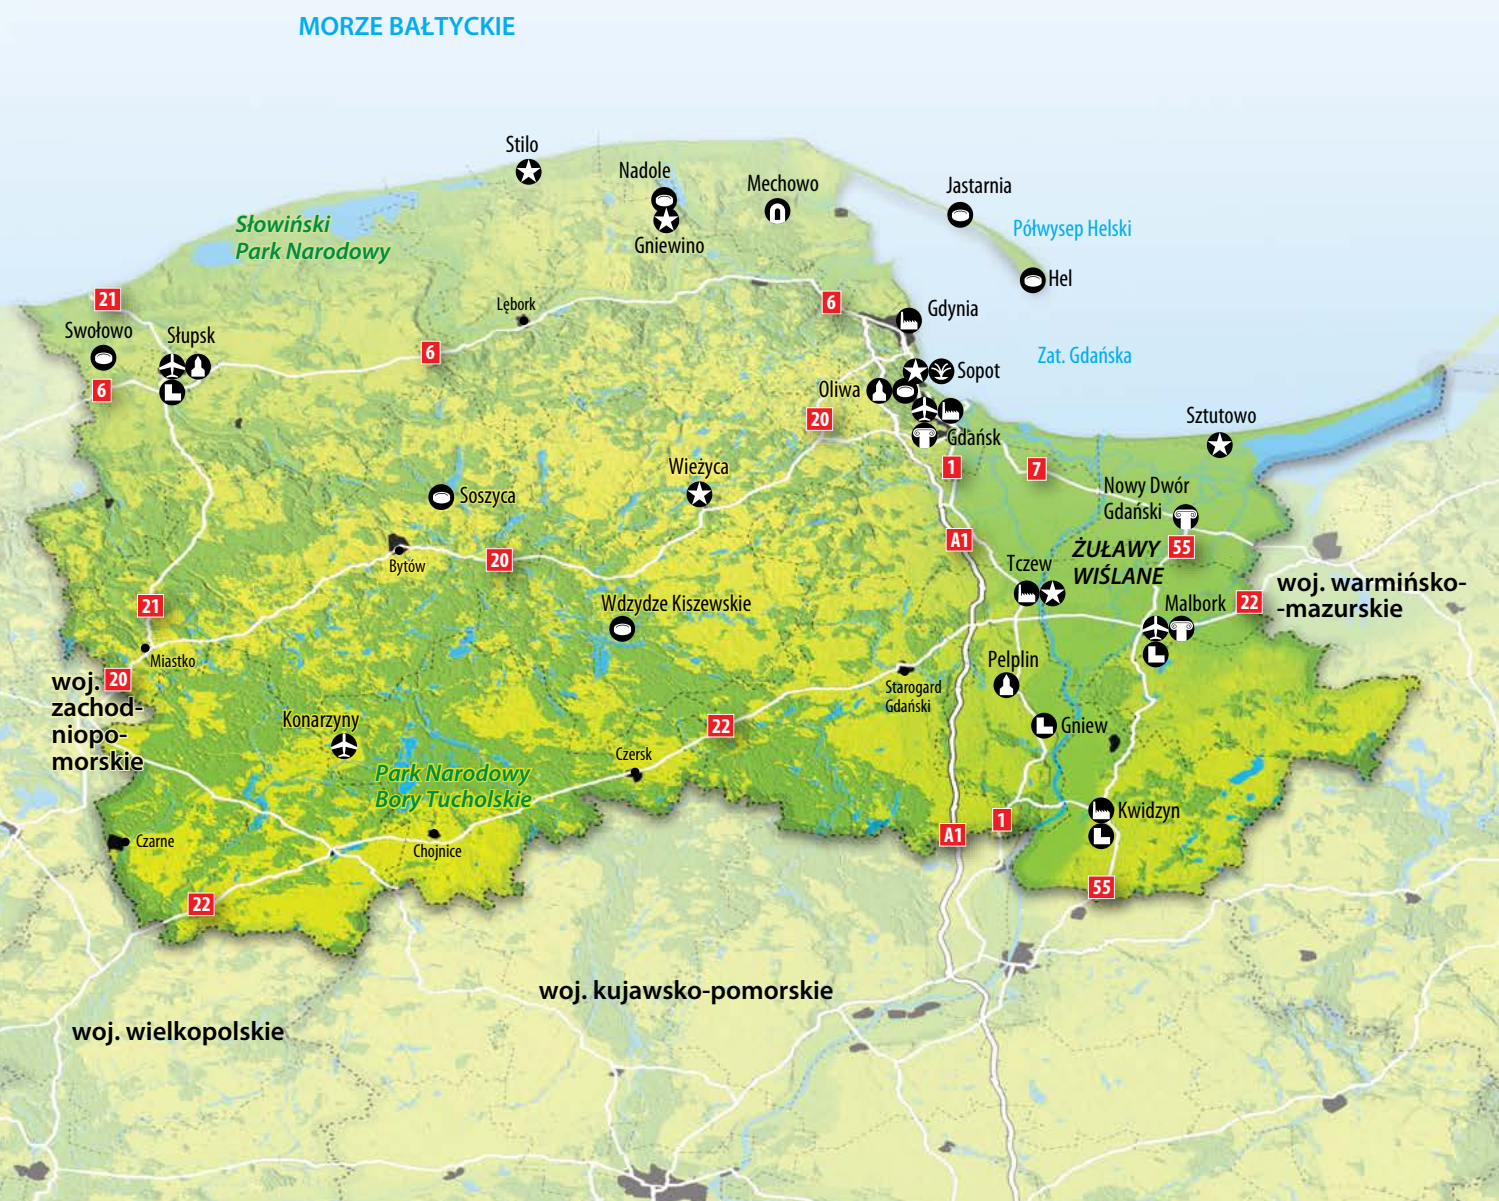 MORZE BAŁTYCKIE
Stilo
Nadole
Mechowo
Jastarnia
Słowiński
Park Narodowy
Półwysep Helski
Gniewino
Hel
21
Lębork
6
Gdynia
Swołowo
Słupsk
6
Zat. Gdańska
6
Oliwa
Sopot
20
Sztutowo
Gdańsk
Wieżyca
1
7
Soszyca
Nowy Dwór
Gdański
A1
55
ŻUŁAWY
WIŚLANE
Bytów
20
Tczew
woj. warmińsko-
-mazurskie
21
Wdzydze Kiszewskie
Malbork
22
Miastko
Pelplin
woj.
zachod-
niopo-
morskie
20
Starogard
Gdański
Konarzyny
22
Gniew
Czersk
Park Narodowy
Bory Tucholskie
Kwidzyn
Czarne
Chojnice
A1
1
22
55
woj. kujawsko-pomorskie
woj. wielkopolskie